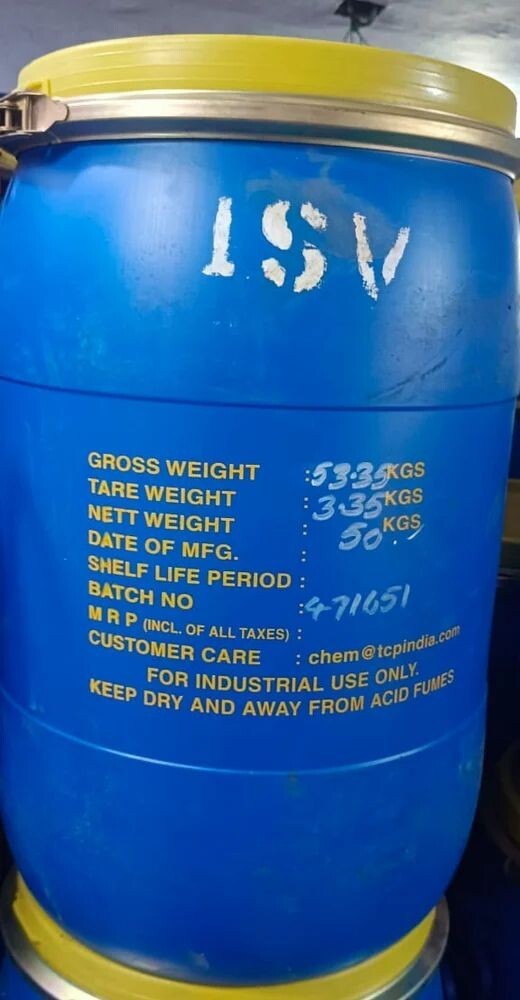 ISV
GROSS WEIGHT : 53.35 KGS
TARE WEIGHT : 3.35 KGS
NETT WEIGHT : 50 KGS
DATE OF MFG. :
SHELF LIFE PERIOD :
BATCH NO : 471651
M R P (INCL. OF ALL TAXES) :
CUSTOMER CARE : chem@tcpindia.com
FOR INDUSTRIAL USE ONLY.
KEEP DRY AND AWAY FROM ACID FUMES